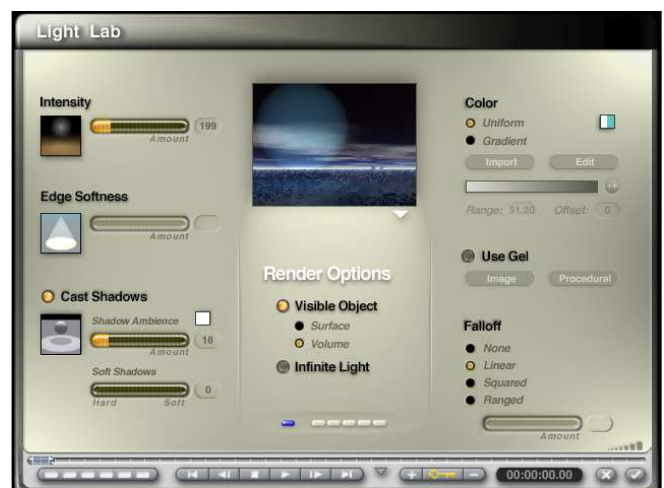 Light Lab
Intensity
199
Amount
Edge Softness
Amount
Cast Shadows
Shadow Ambience
18
Amount
Soft Shadows
0
Hard Soft
Render Options
Visible Object
Surface
Volume
Infinite Light
Color
Uniform
Gradient
Import Edit
Range: 51,20 Offset: 0
Use Gel
Image Procedural
Falloff
None
Linear
Squared
Ranged
Amount
00:00:00.00